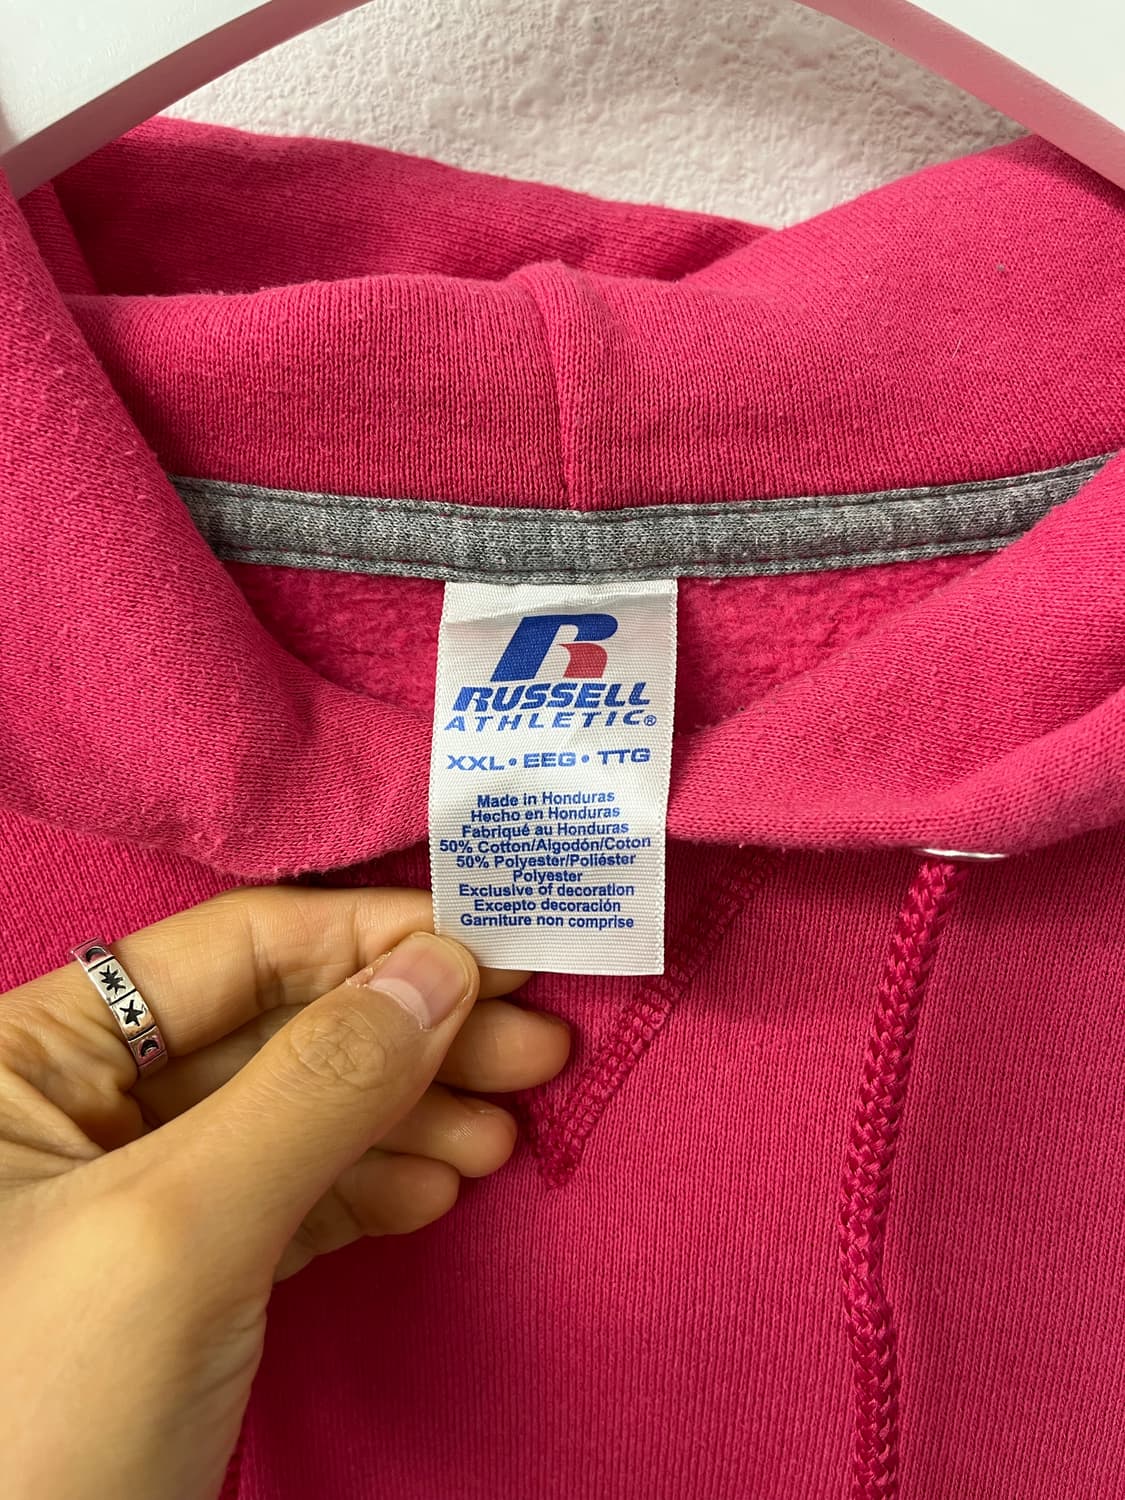 RUSSELL
ATHLETIC®
XXL • EEG • TTG
Made in Honduras
Hecho en Honduras
Fabriqué au Honduras
50% Cotton/Algodón/Coton
50% Polyester/Poliéster
Polyester
Exclusive of decoration
Excepto decoración
Garniture non comprise